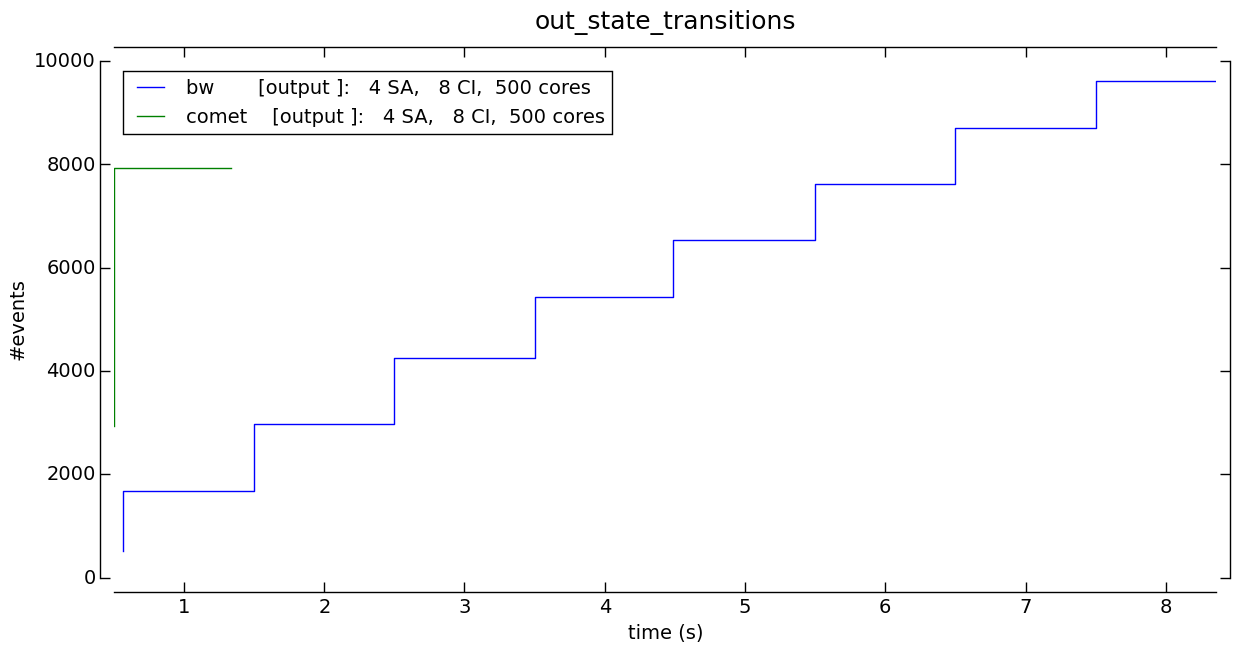 out_state_transitions
10000
bw [output ]: 4 SA, 8 CI, 500 cores
comet [output ]: 4 SA, 8 CI, 500 cores
8000
6000
#events
4000
2000
0
1 2 3 4 5 6 7 8
time (s)